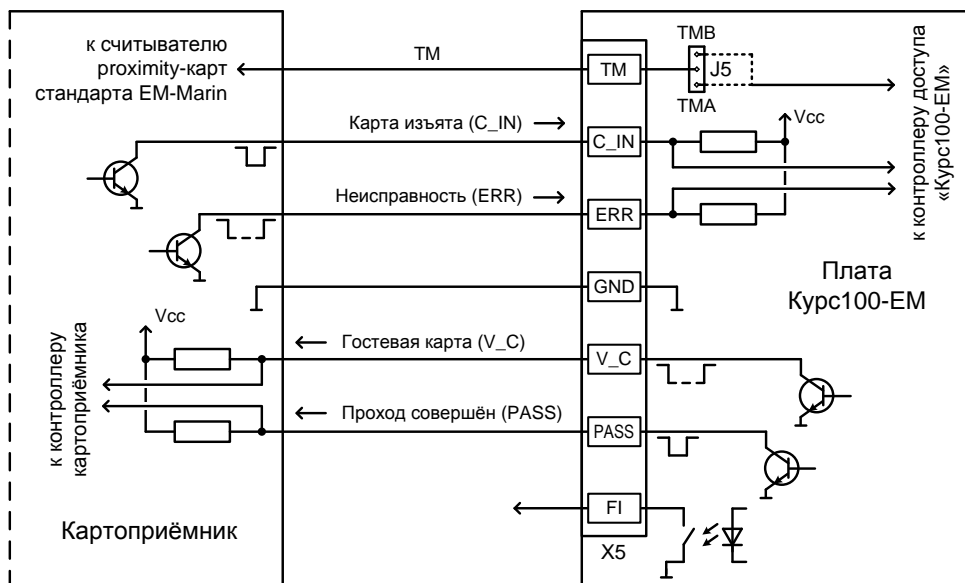 к считывателю
proximity-карт
стандарта EM-Marin
TM
TM
TMB
J5
TMA
к контроллеру доступа
«Курс100-EM»
Карта изъята (C_IN)
C_IN
Vcc
Неисправность (ERR)
ERR
Плата
Курс100-EM
GND
Vcc
Гостевая карта (V_C)
V_C
к контроллеру
картоприёмника
Проход совершён (PASS)
PASS
Картоприёмник
FI
X5